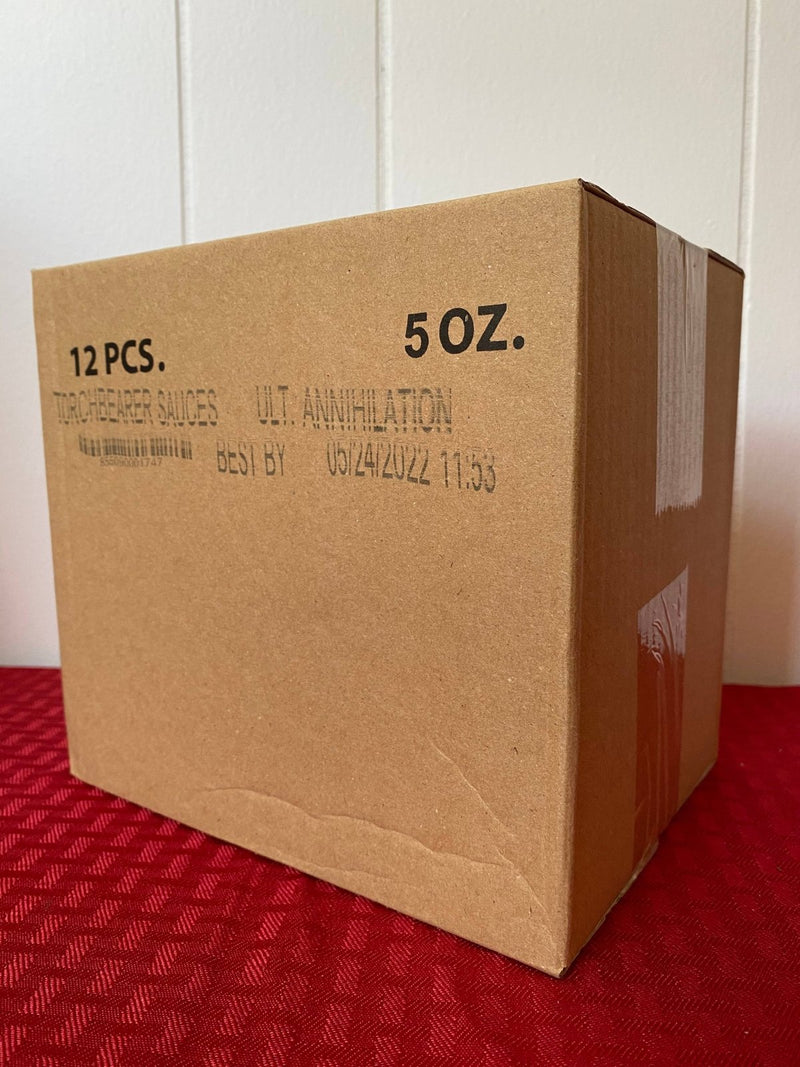 12 PCS. 5 OZ.
TORCHBEARER SAUCES ULT. ANNIHILATION
BEST BY 05/24/2022 11:53